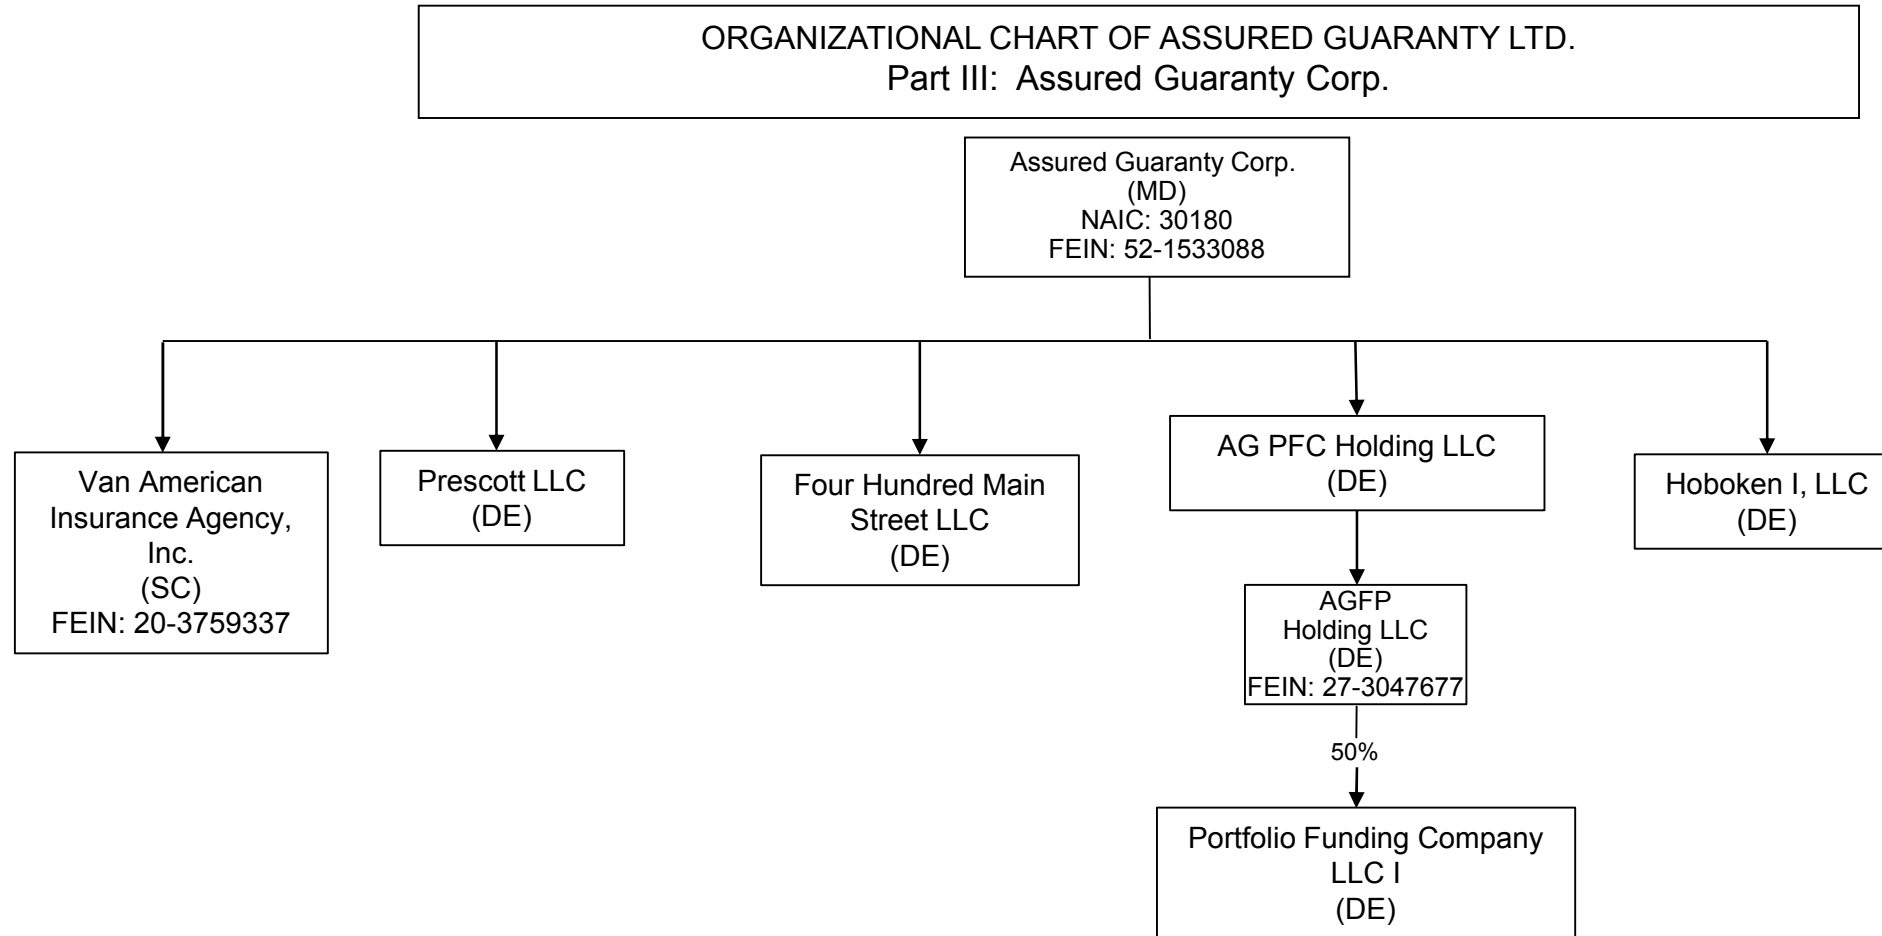 ORGANIZATIONAL CHART OF ASSURED GUARANTY LTD.
Part III:  Assured Guaranty Corp.
Assured Guaranty Corp.
(MD)
NAIC: 30180
FEIN: 52-1533088
Van American
Insurance Agency,
Inc.
(SC)
FEIN: 20-3759337
Prescott LLC
(DE)
Four Hundred Main
Street LLC
(DE)
AG PFC Holding LLC
(DE)
Hoboken I, LLC
(DE)
AGFP
Holding LLC
(DE)
FEIN: 27-3047677
50%
Portfolio Funding Company
LLC I
(DE)